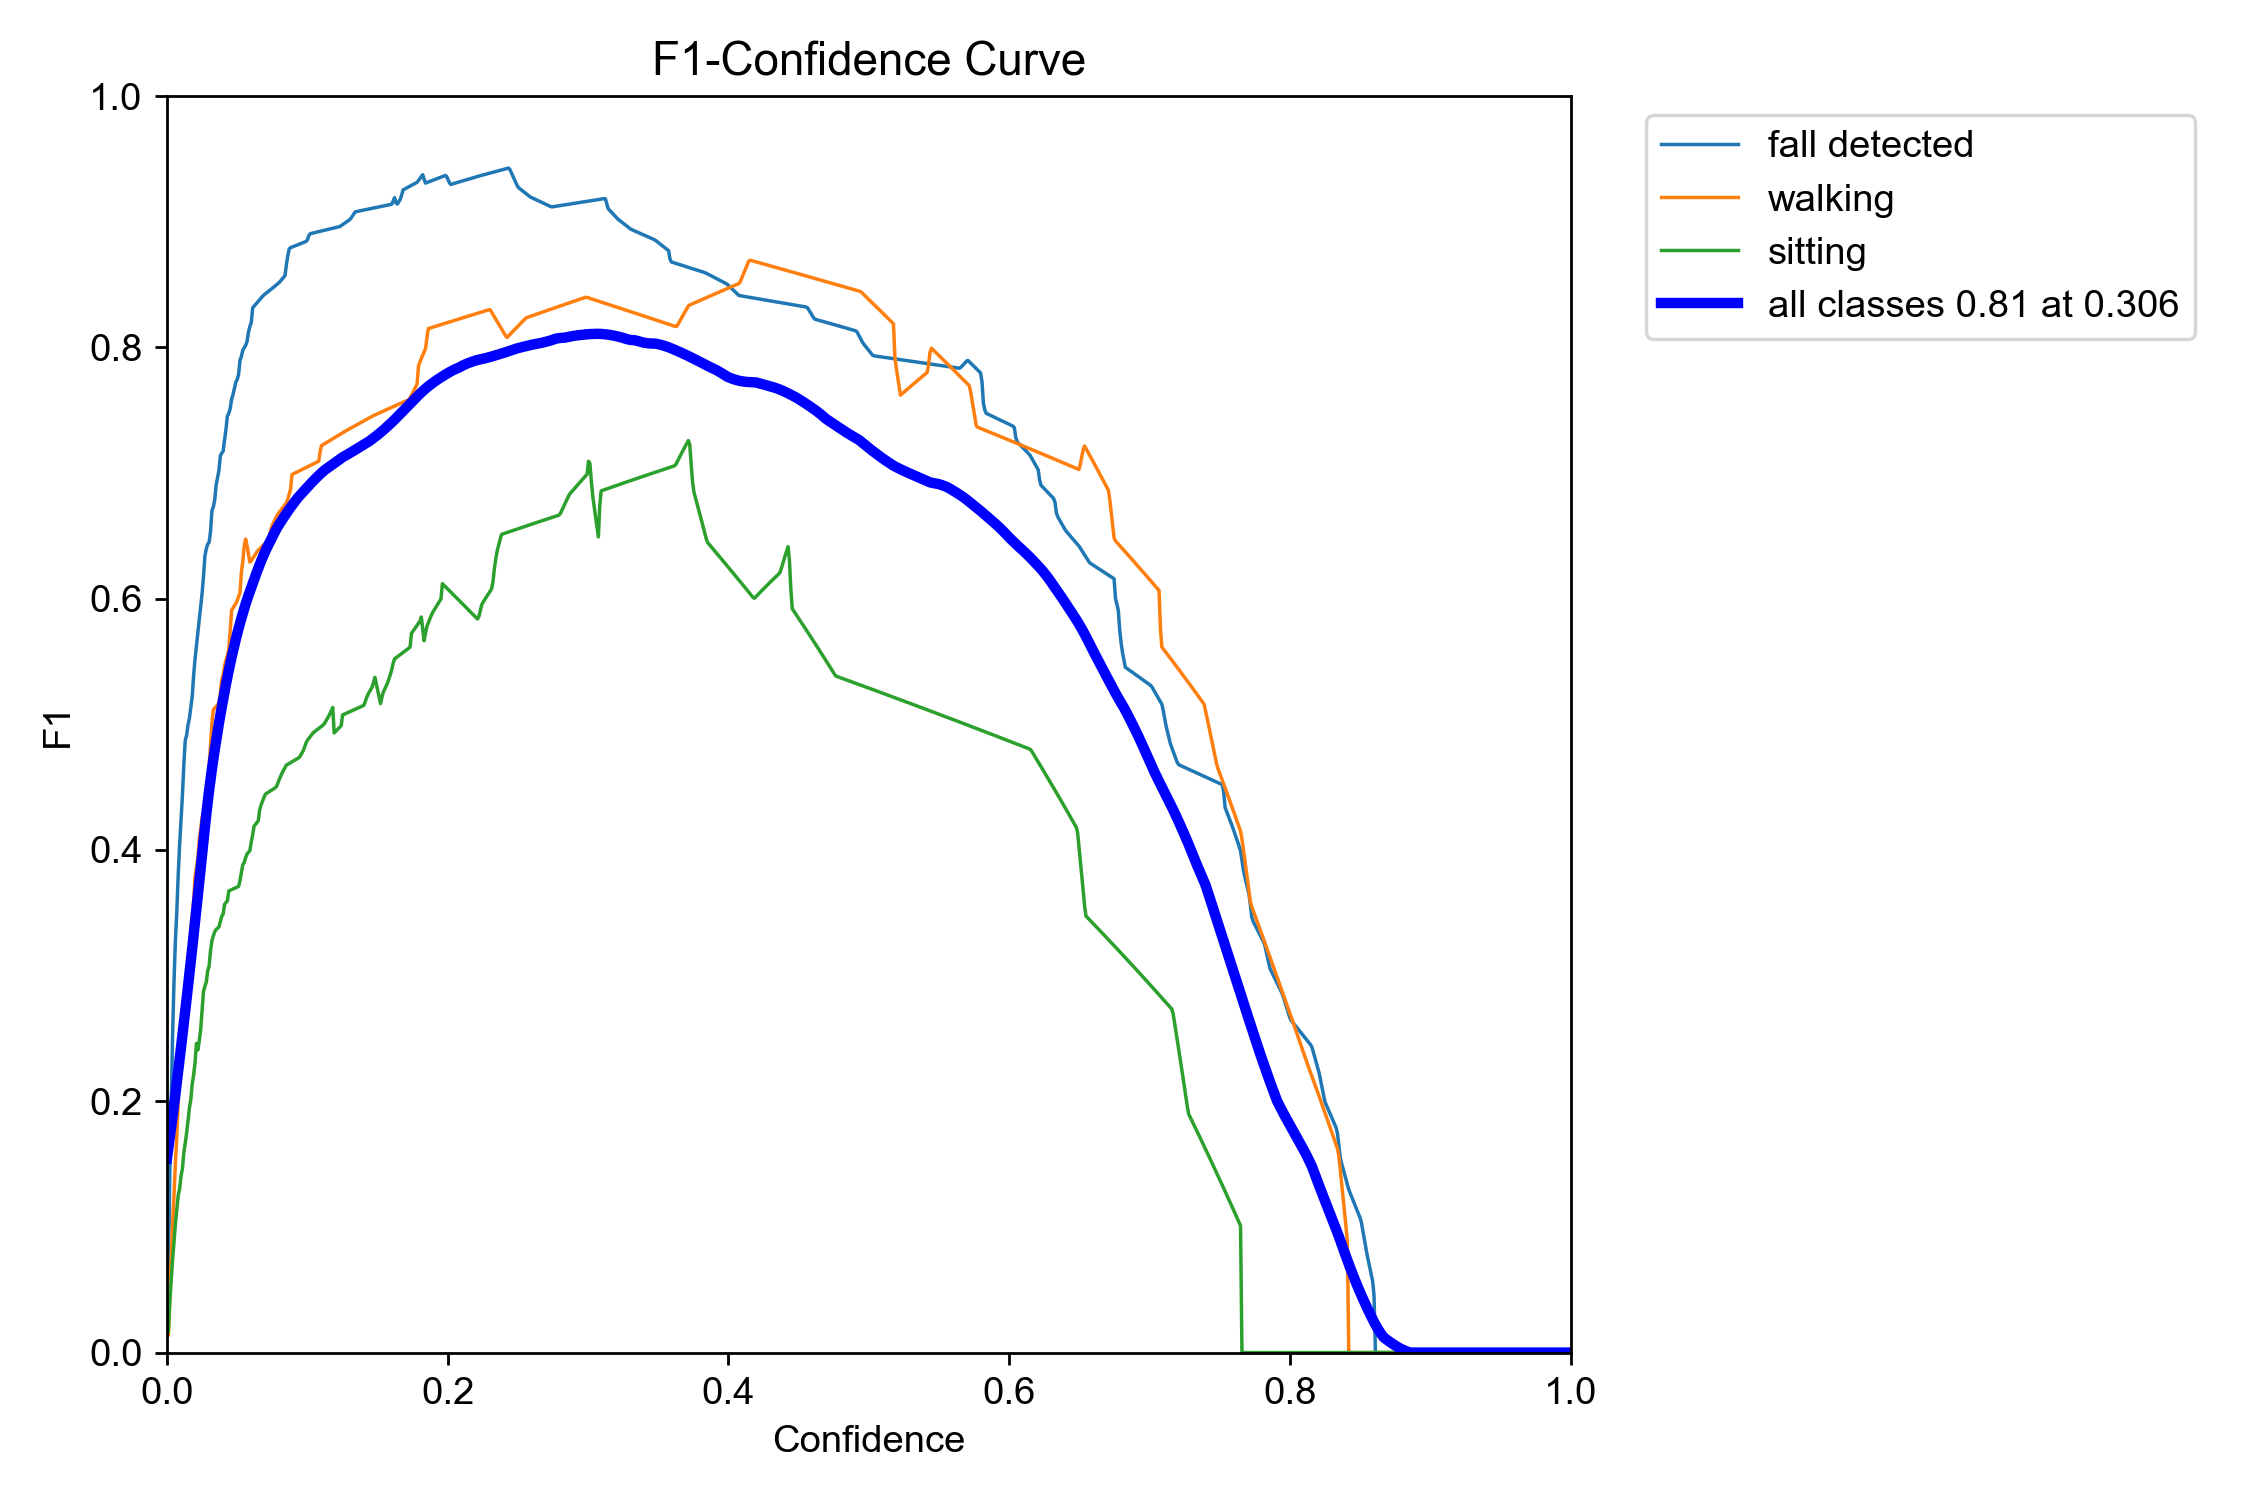 F1-Confidence Curve
1.0
0.8
0.6
0.4
0.2
0.0
F1
0.0 0.2 0.4 0.6 0.8 1.0
Confidence
fall detected
walking
sitting
all classes 0.81 at 0.306